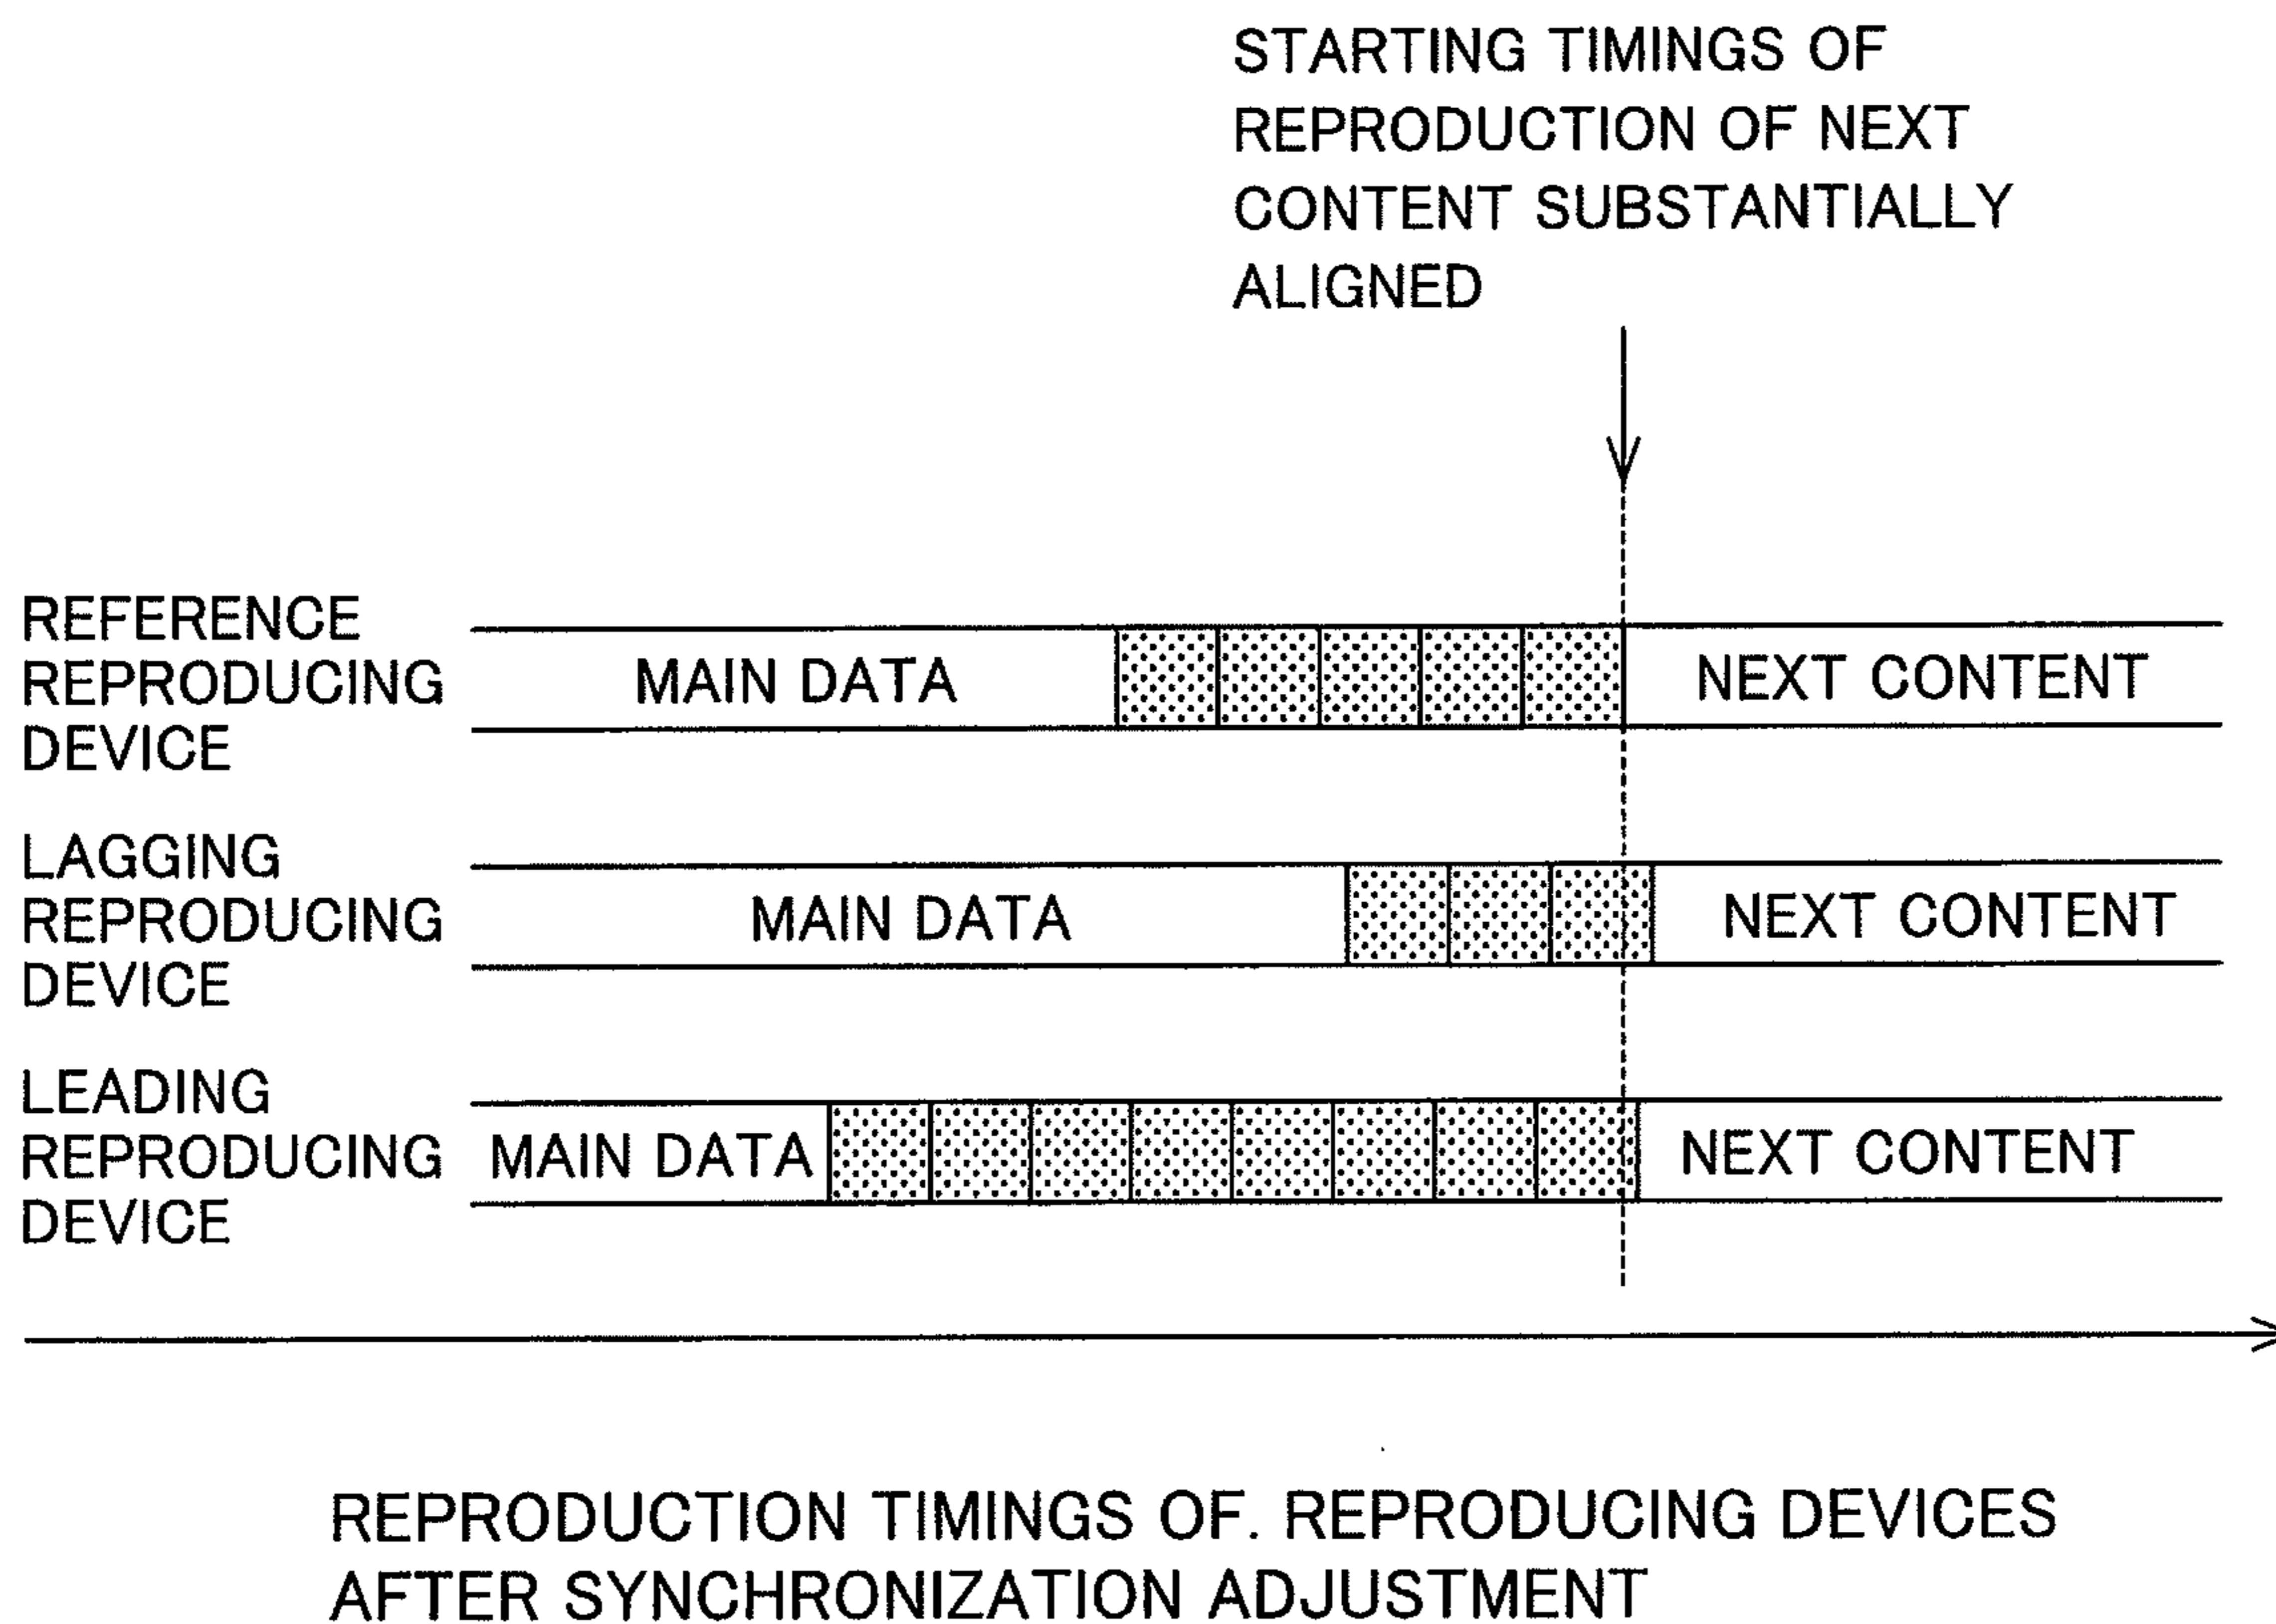 STARTING TIMINGS OF
REPRODUCTION OF NEXT
CONTENT SUBSTANTIALLY
ALIGNED
REFERENCE
REPRODUCING
DEVICE
MAIN DATA
NEXT CONTENT
LAGGING
REPRODUCING
DEVICE
MAIN DATA
NEXT CONTENT
LEADING
REPRODUCING
DEVICE
MAIN DATA
NEXT CONTENT
REPRODUCTION TIMINGS OF. REPRODUCING DEVICES
AFTER SYNCHRONIZATION ADJUSTMENT